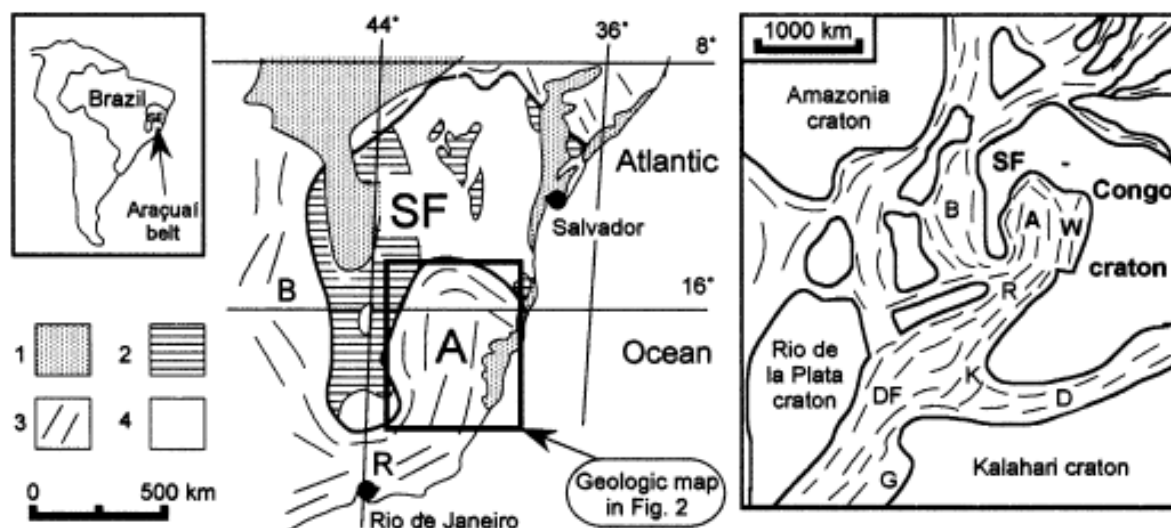 Brazil
SF
Araçuaí
belt
1
2
3
4
0
500 km
44°
36°
8°
Atlantic
SF
Salvador
B
16°
A
Ocean
R
Rio de Janeiro
Geologic map
in Fig. 2
1000 km
Amazonia
craton
SF
-
Congo
B
A
W
craton
R
Rio de
la Plata
craton
K
DF
D
G
Kalahari craton